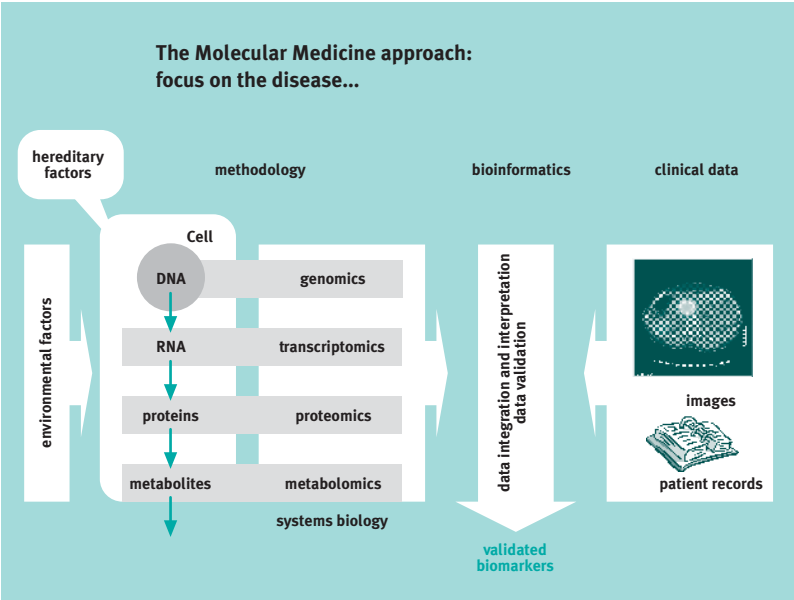 The Molecular Medicine approach:
focus on the disease...
hereditary
factors
methodology
bioinformatics
clinical data
environmental factors
Cell
DNA
genomics
RNA
transcriptomics
proteins
proteomics
metabolites
metabolomics
systems biology
data integration and interpretation
data validation
validated
biomarkers
images
patient records